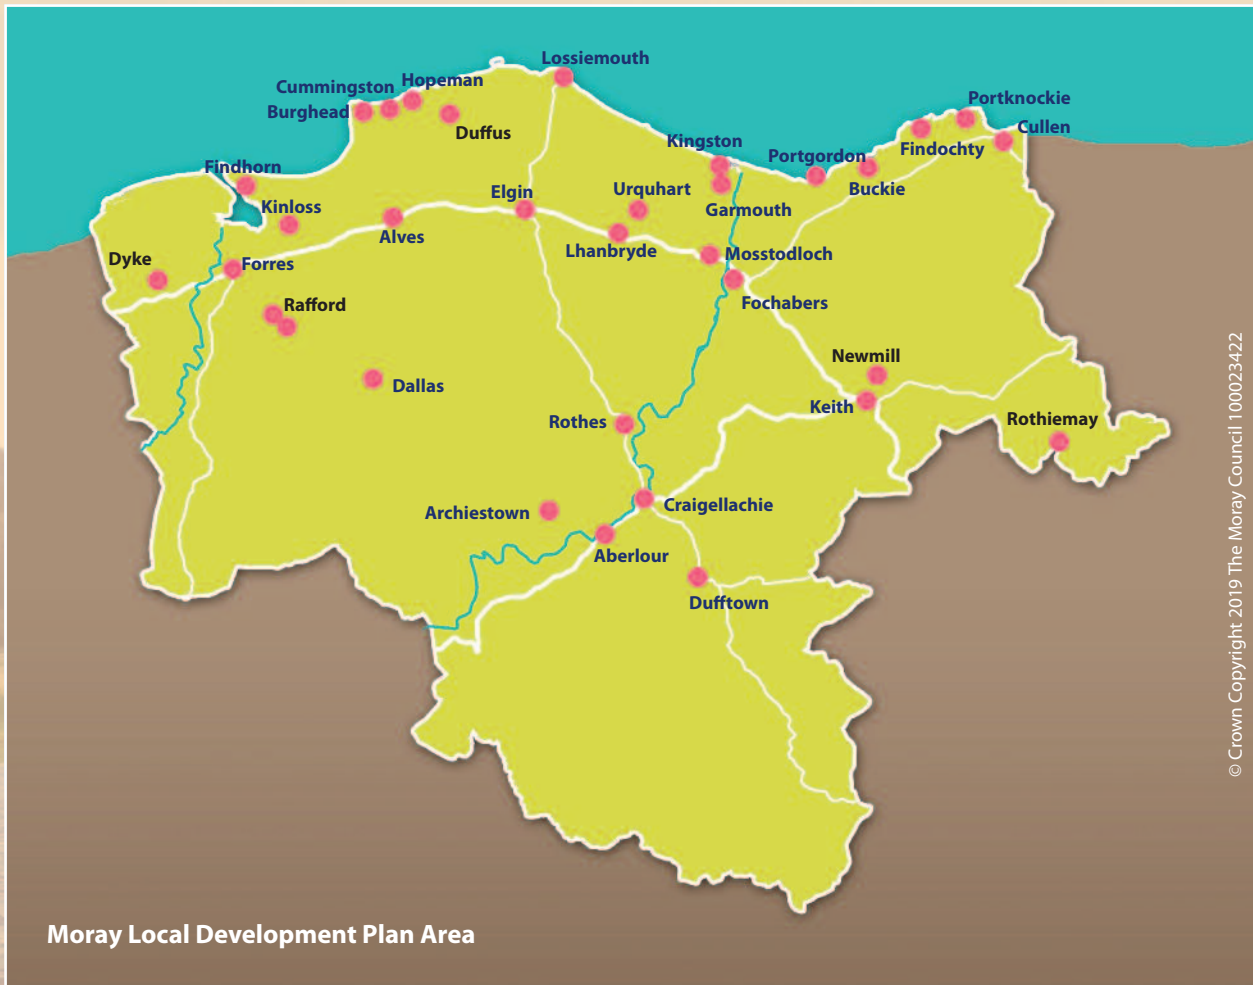 Lossiemouth
Hopeman
Cummingston
Burghead
Duffus
Portknockie
Cullen
Findochty
Kingston
Portgordon
Buckie
Findhorn
Kinloss
Elgin
Urquhart
Garmouth
Alves
Lhanbryde
Mosstodloch
Dyke
Forres
Rafford
Fochabers
Newmill
Dallas
Keith
Rothes
Rothiemay
Archiestown
Craigellachie
Aberlour
Dufftown
© Crown Copyright 2019 The Moray Council 100023422
Moray Local Development Plan Area